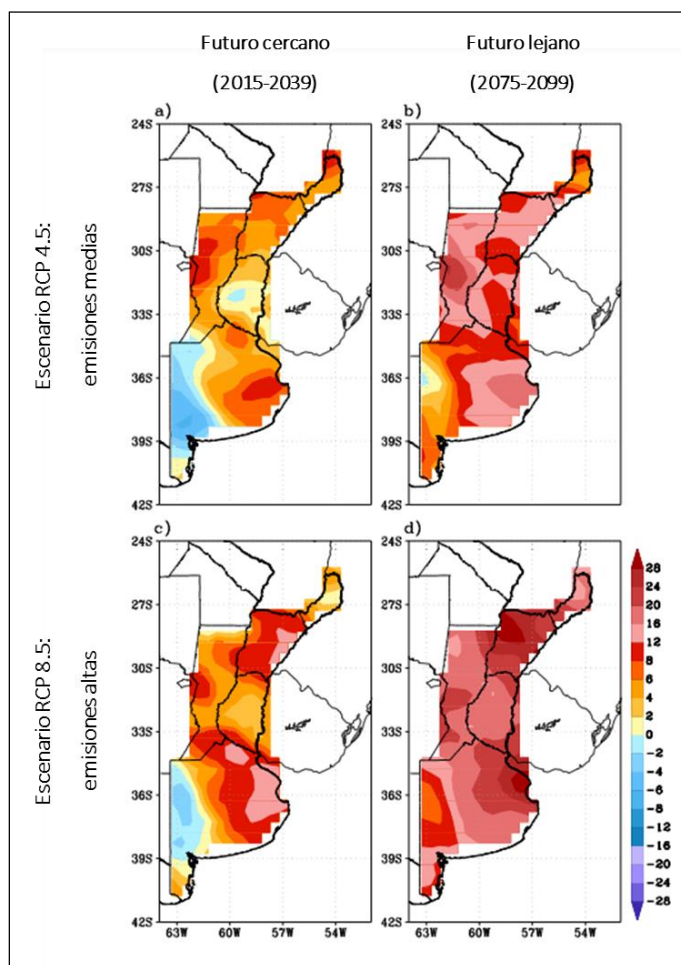 Futuro cercano
(2015-2039)
Futuro lejano
(2075-2099)
Escenario RCP 4.5:
emisiones medias
a)
24S
27S
30S
33S
36S
39S
42S
b)
24S
27S
30S
33S
36S
39S
42S
Escenario RCP 8.5:
emisiones altas
c)
24S
27S
30S
33S
36S
39S
42S
63W
60W
57W
54W
d)
24S
27S
30S
33S
36S
39S
42S
63W
60W
57W
54W
28
24
20
16
12
8
6
4
2
0
-2
-4
-6
-8
-12
-16
-20
-24
-28